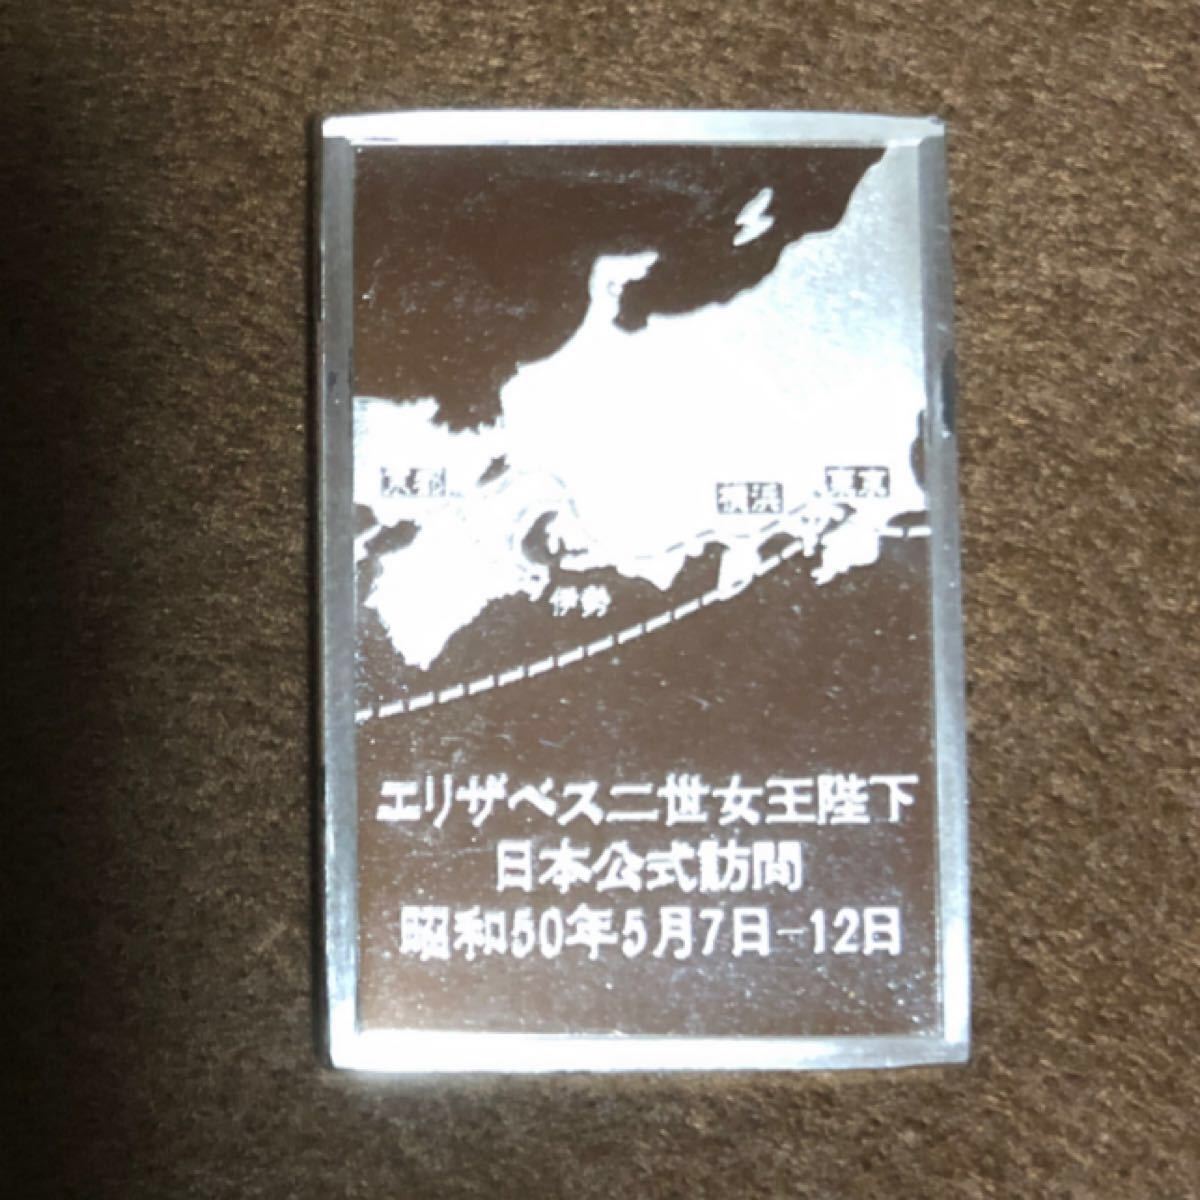 京都
横浜
東京
伊勢
エリザベス二世女王陛下
日本公式訪問
昭和50年5月7日-12日